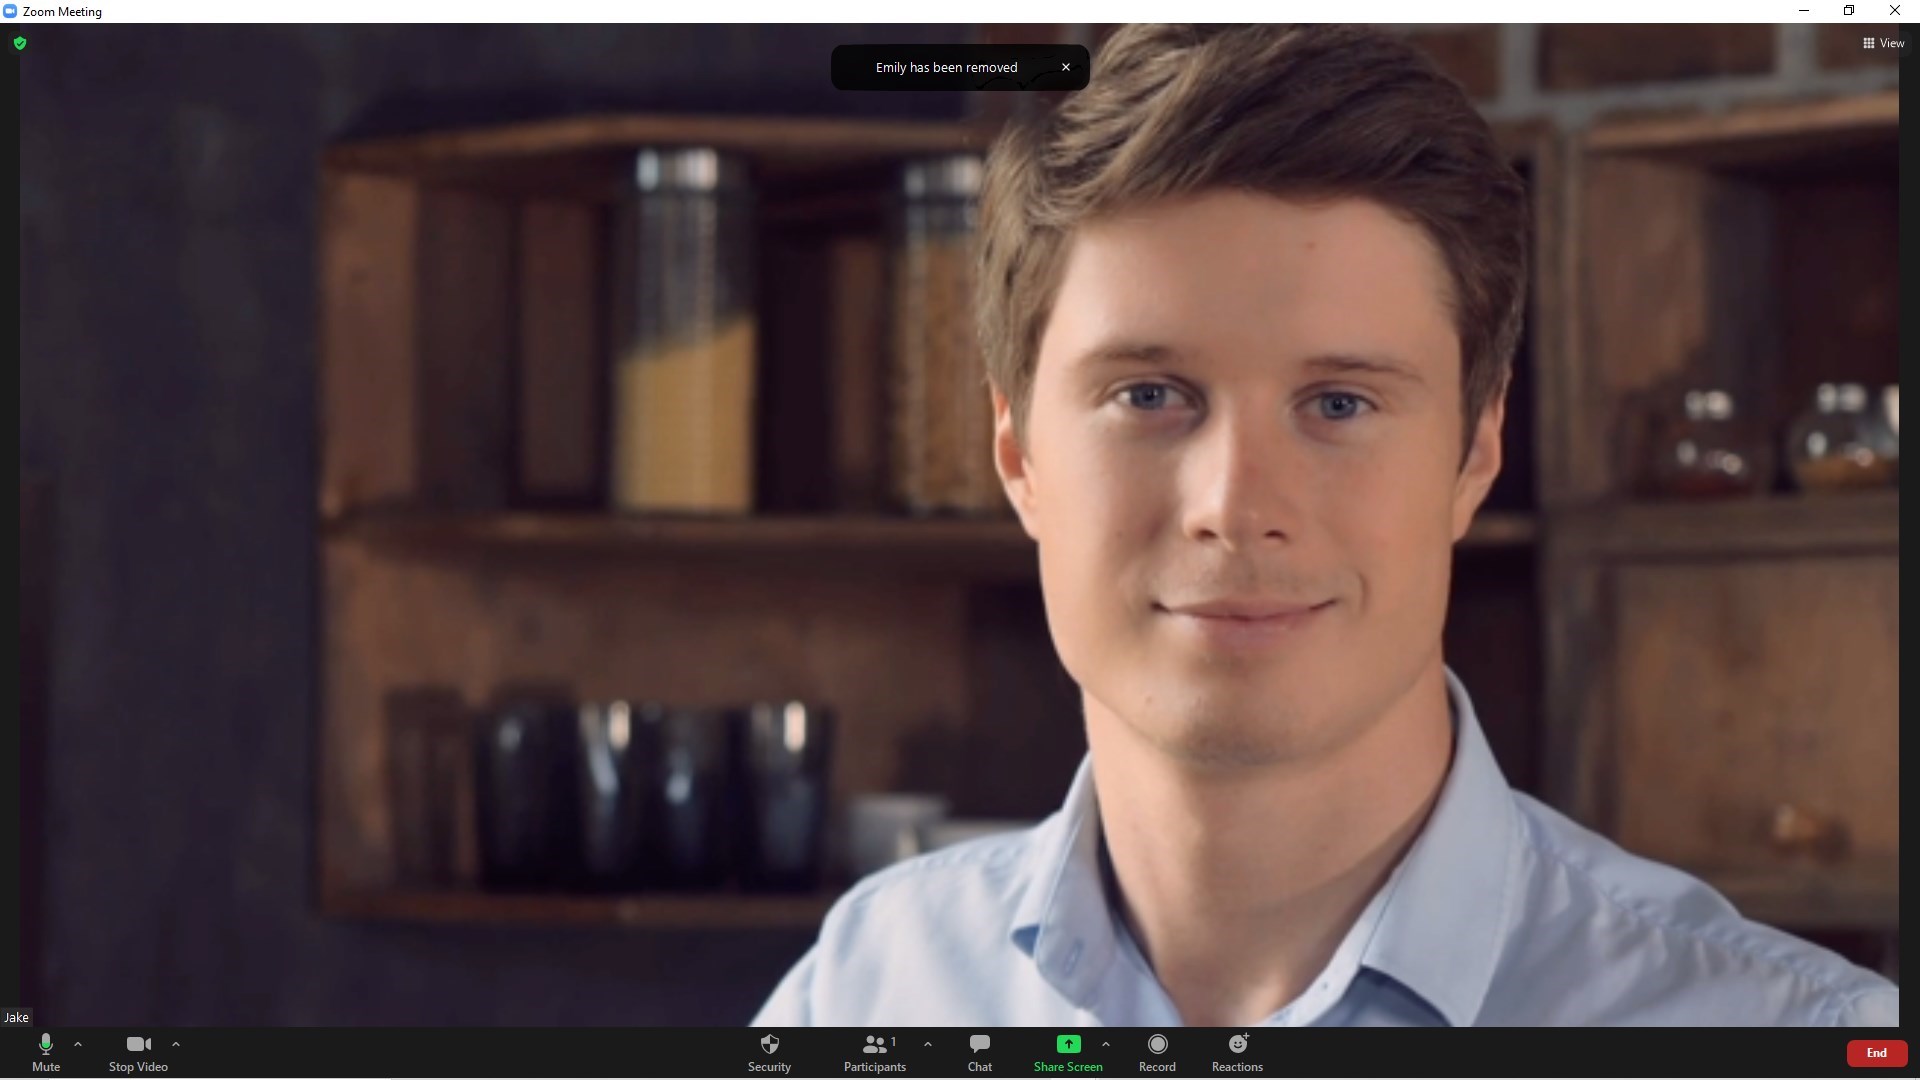 Zoom Meeting
Emily has been removed
View
Jake
1
Mute
Stop Video
Security
Participants
Chat
Share Screen
Record
Reactions
End